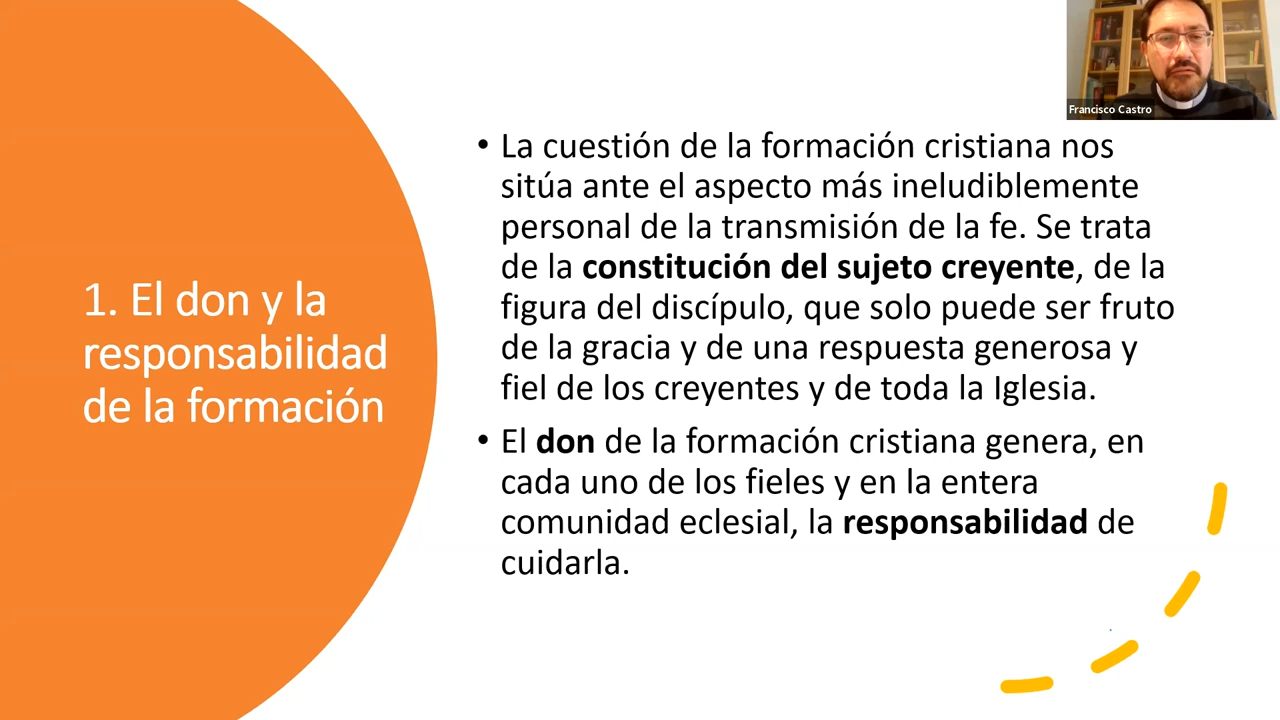 Francisco Castro
1. El don y la
responsabilidad
de la formación
• La cuestión de la formación cristiana nos
sitúa ante el aspecto más ineludiblemente
personal de la transmisión de la fe. Se trata
de la constitución del sujeto creyente, de la
figura del discípulo, que solo puede ser fruto
de la gracia y de una respuesta generosa y
fiel de los creyentes y de toda la Iglesia.
• El don de la formación cristiana genera, en
cada uno de los fieles y en la entera
comunidad eclesial, la responsabilidad de
cuidarla.